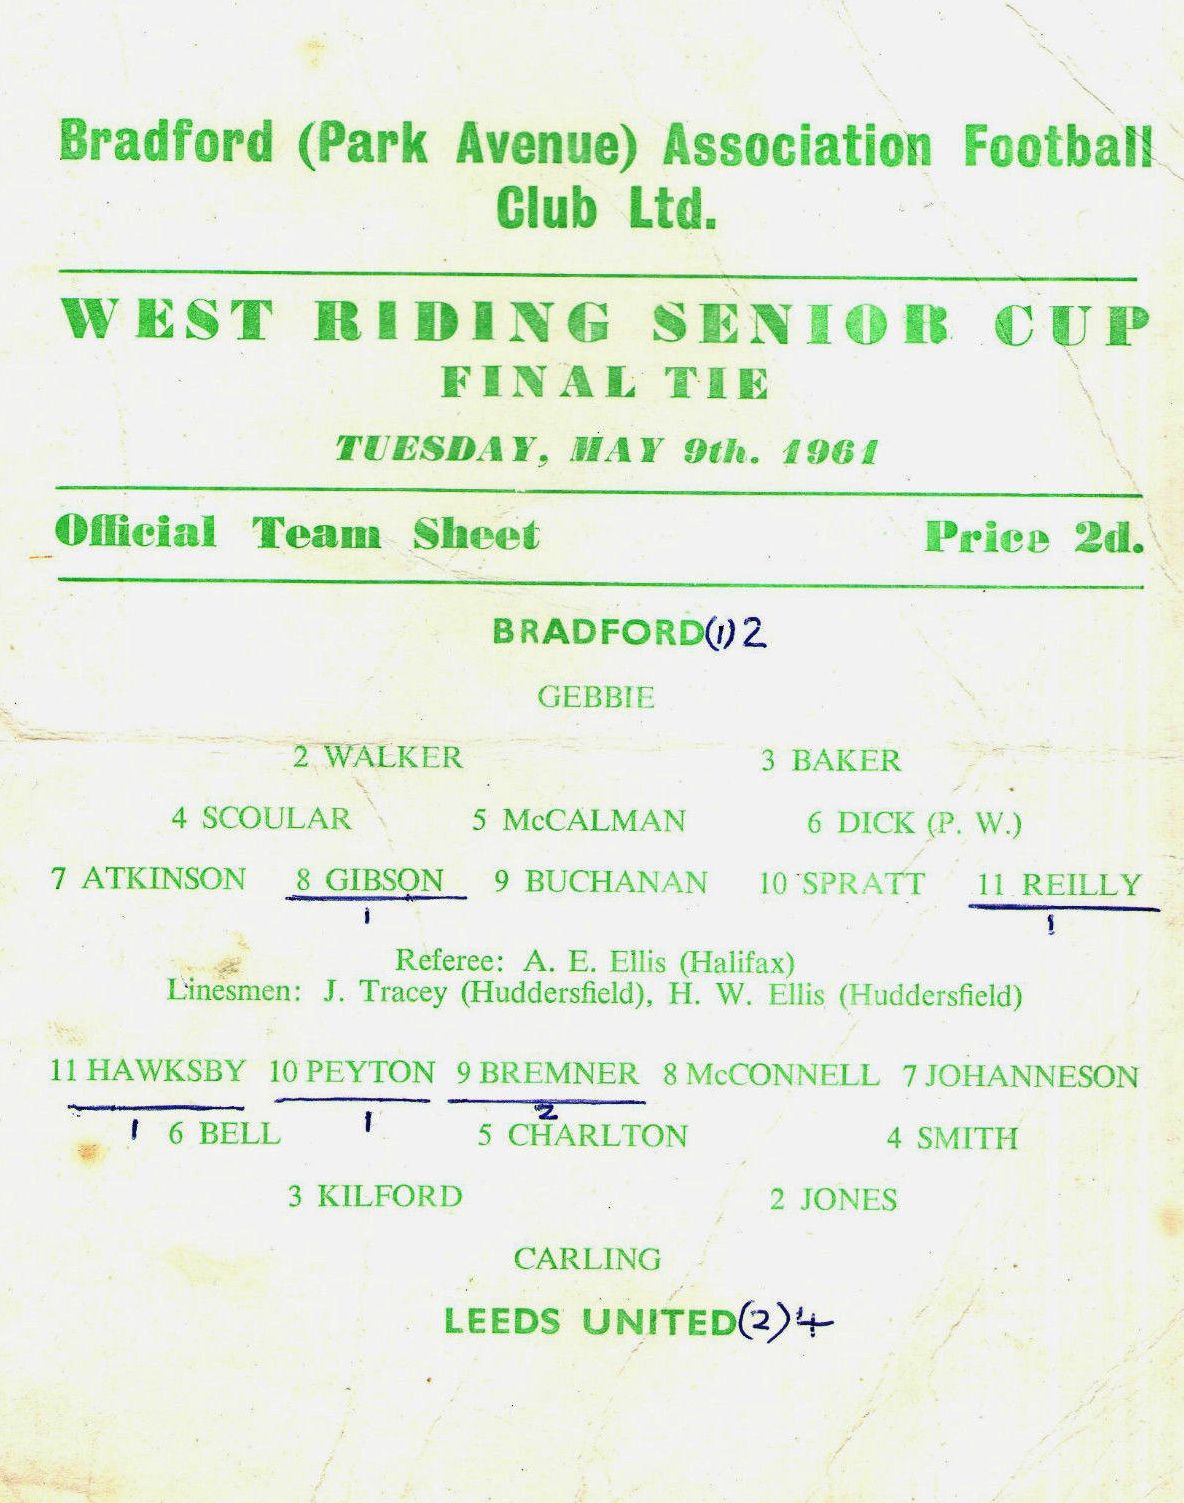 Bradford (Park Avenue) Association Football
Club Ltd.
WEST RIDING SENIOR CUP
FINAL TIE
TUESDAY, MAY 9th. 1961
Official Team Sheet Price 2d.
BRADFORD (1) 2
GEBBIE
2 WALKER 3 BAKER
4 SCOULAR 5 McCALMAN 6 DICK (P. W.)
7 ATKINSON 8 GIBSON 9 BUCHANAN 10 SPRATT 11 REILLY
1 1
Referee: A. E. Ellis (Halifax)
Linesmen: J. Tracey (Huddersfield), H. W. Ellis (Huddersfield)
11 HAWKSBY 10 PEYTON 9 BREMNER 8 McCONNELL 7 JOHANNESON
1 1 2
6 BELL 5 CHARLTON 4 SMITH
3 KILFORD 2 JONES
CARLING
LEEDS UNITED (2) 4